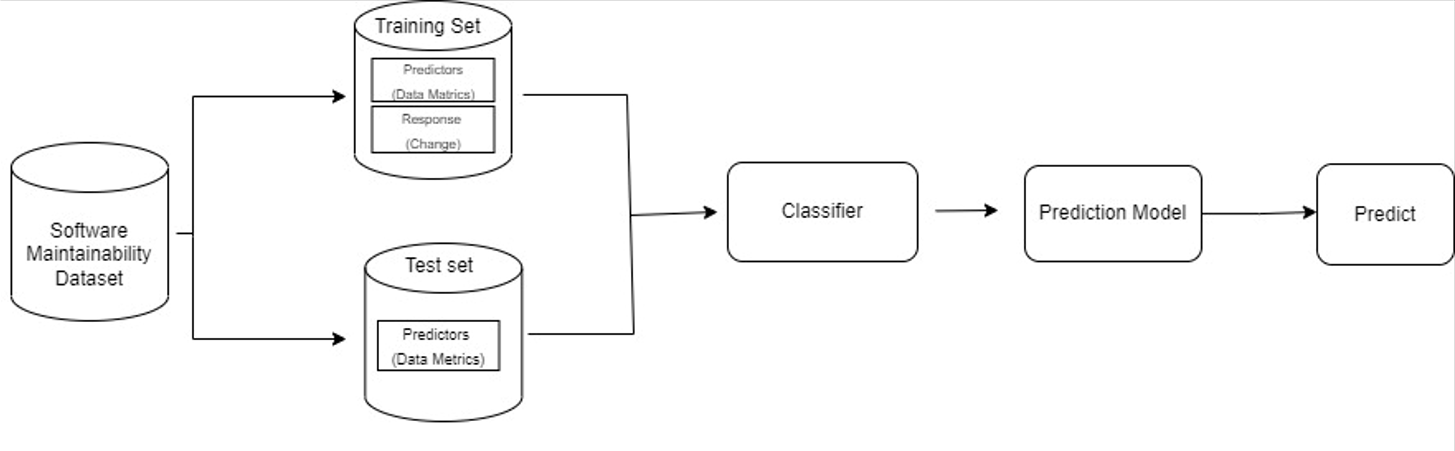 Training Set
Predictors
(Data Matrics)
Response
(Change)
Software
Maintainability
Dataset
Test set
Predictors
(Data Metrics)
Classifier
Prediction Model
Predict